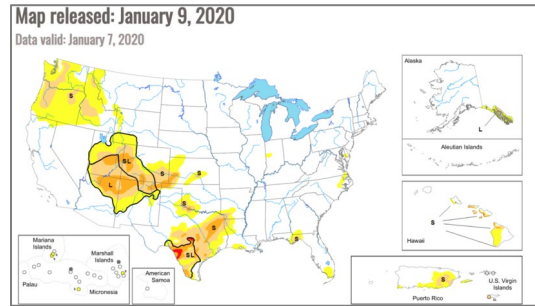 Map released: January 9, 2020
Data valid: January 7, 2020
Alaska
S
L
Aleutian Islands
S
SL
S
S
L
S
S
S
S
SL
Hawaii
Mariana
Islands
Marshall
Islands
Palau
Micronesia
American
Samoa
S
U.S. Virgin
Islands
Puerto Rico